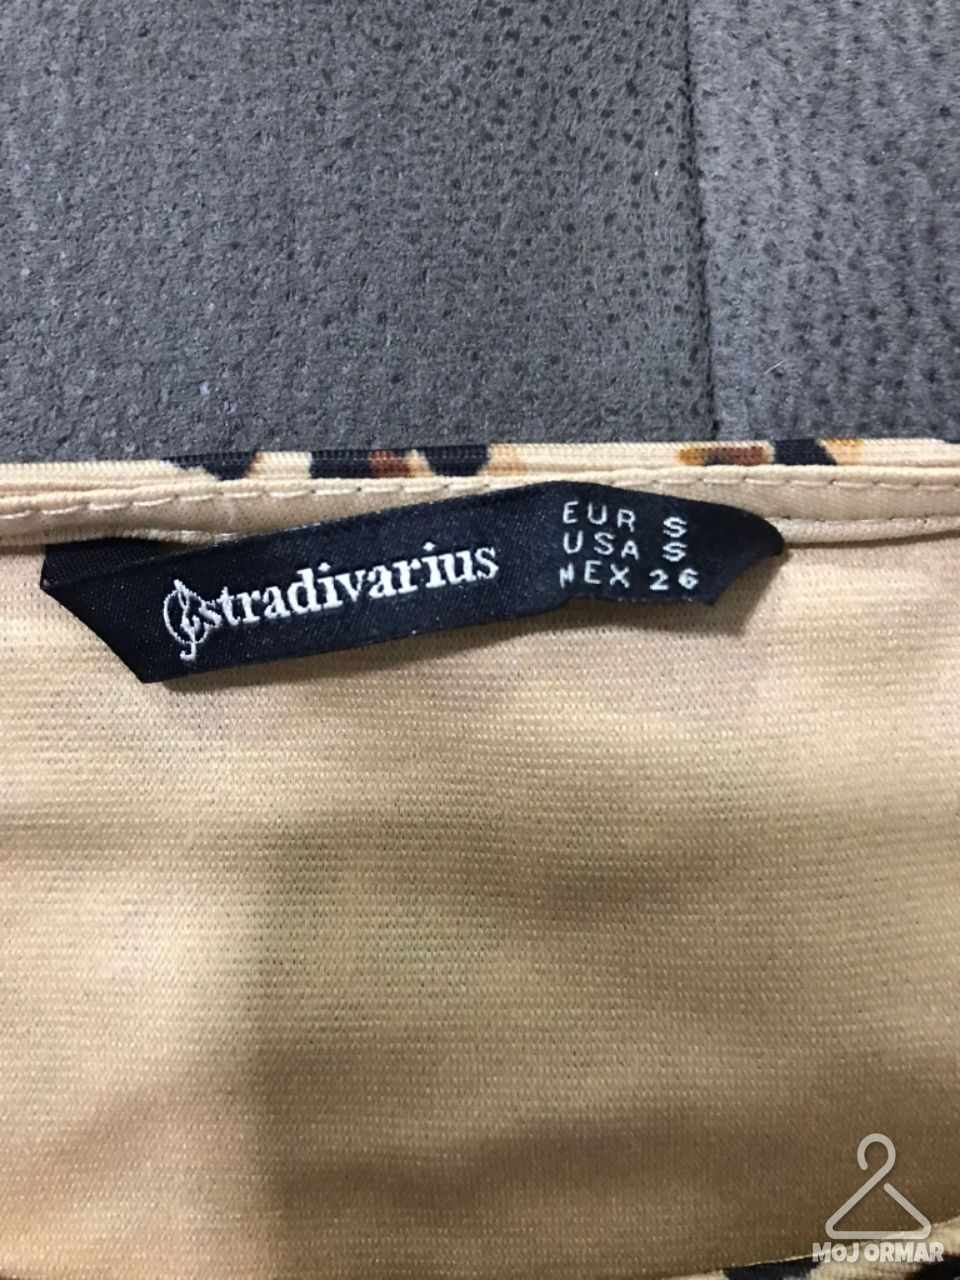 stradivarius
EUR S
USA S
MEX 26
MOJ ORMAR